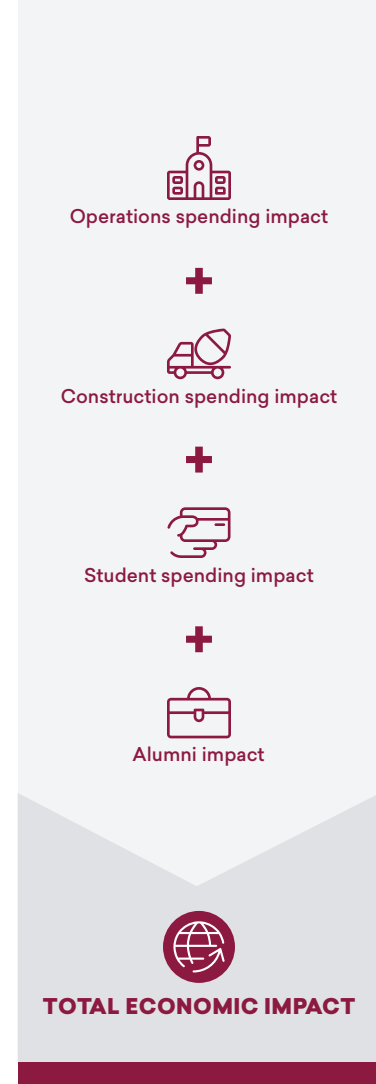 Operations spending impact
+
Construction spending impact
+
Student spending impact
+
Alumni impact
TOTAL ECONOMIC IMPACT